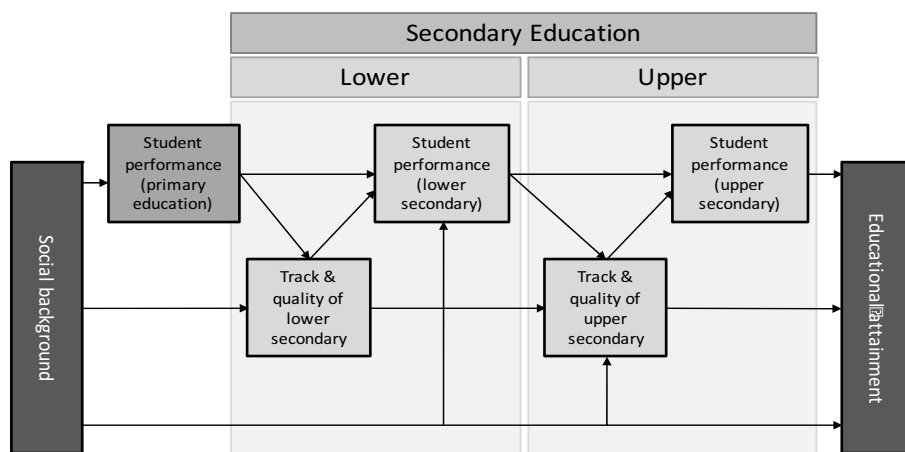 Secondary Education
Lower
Upper
Student
performance
(primary
education)
Student
performance
(lower
secondary)
Student
performance
(upper
secondary)
Social background
Track &
quality of
lower
secondary
Track &
quality of
upper
secondary
Educational attainment